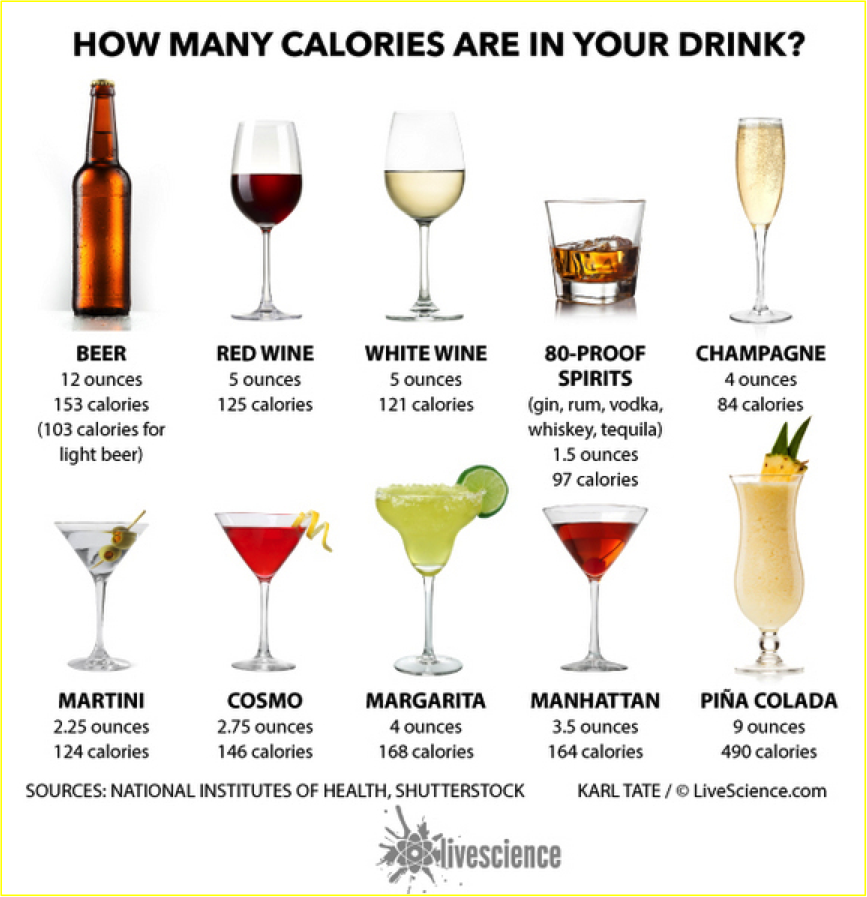 HOW MANY CALORIES ARE IN YOUR DRINK?
BEER
12 ounces
153 calories
(103 calories for
light beer)
RED WINE
5 ounces
125 calories
WHITE WINE
5 ounces
121 calories
80-PROOF
SPIRITS
(gin, rum, vodka,
whiskey, tequila)
1.5 ounces
97 calories
CHAMPAGNE
4 ounces
84 calories
MARTINI
2.25 ounces
124 calories
COSMO
2.75 ounces
146 calories
MARGARITA
4 ounces
168 calories
MANHATTAN
3.5 ounces
164 calories
PIÑA COLADA
9 ounces
490 calories
SOURCES: NATIONAL INSTITUTES OF HEALTH, SHUTTERSTOCK
KARL TATE / © LiveScience.com
livescience